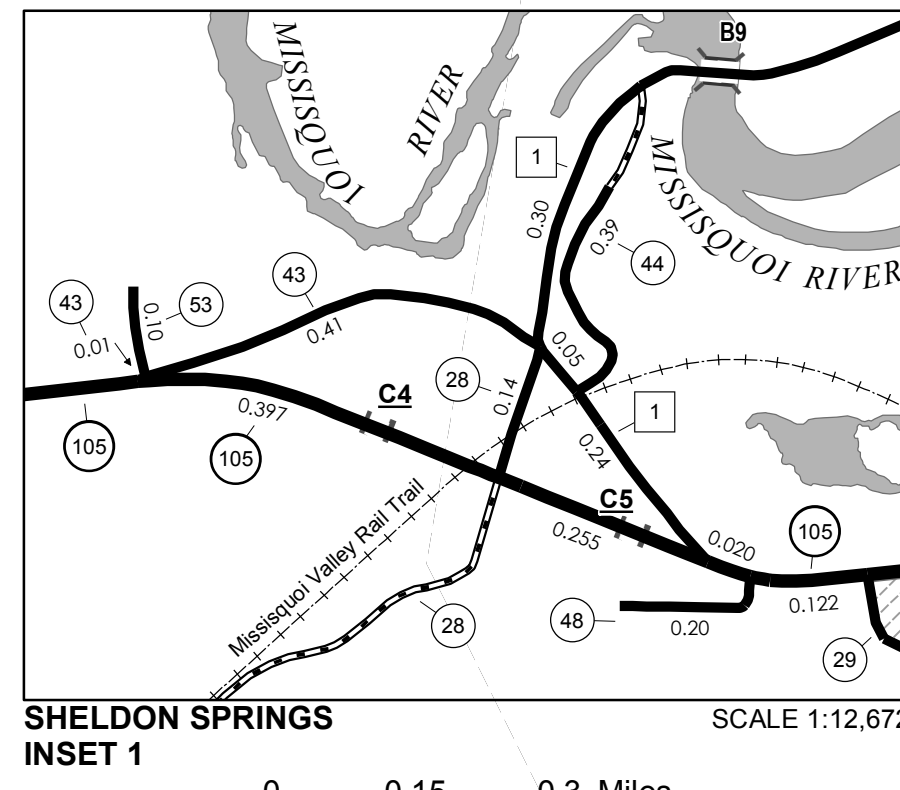 B9
MISSISQUOI
RIVER
1
MISSISQUOI RIVER
0.30
0.39
44
43
43
53
0.10
0.01
0.41
0.05
28
0.14
C4
0.397
1
105
105
0.24
C5
Missisquoi Valley Rail Trail
0.255
0.020
105
0.122
48
0.20
28
29
SHELDON SPRINGS
SCALE 1:12,672
INSET 1
0 0.15 0.3 Miles